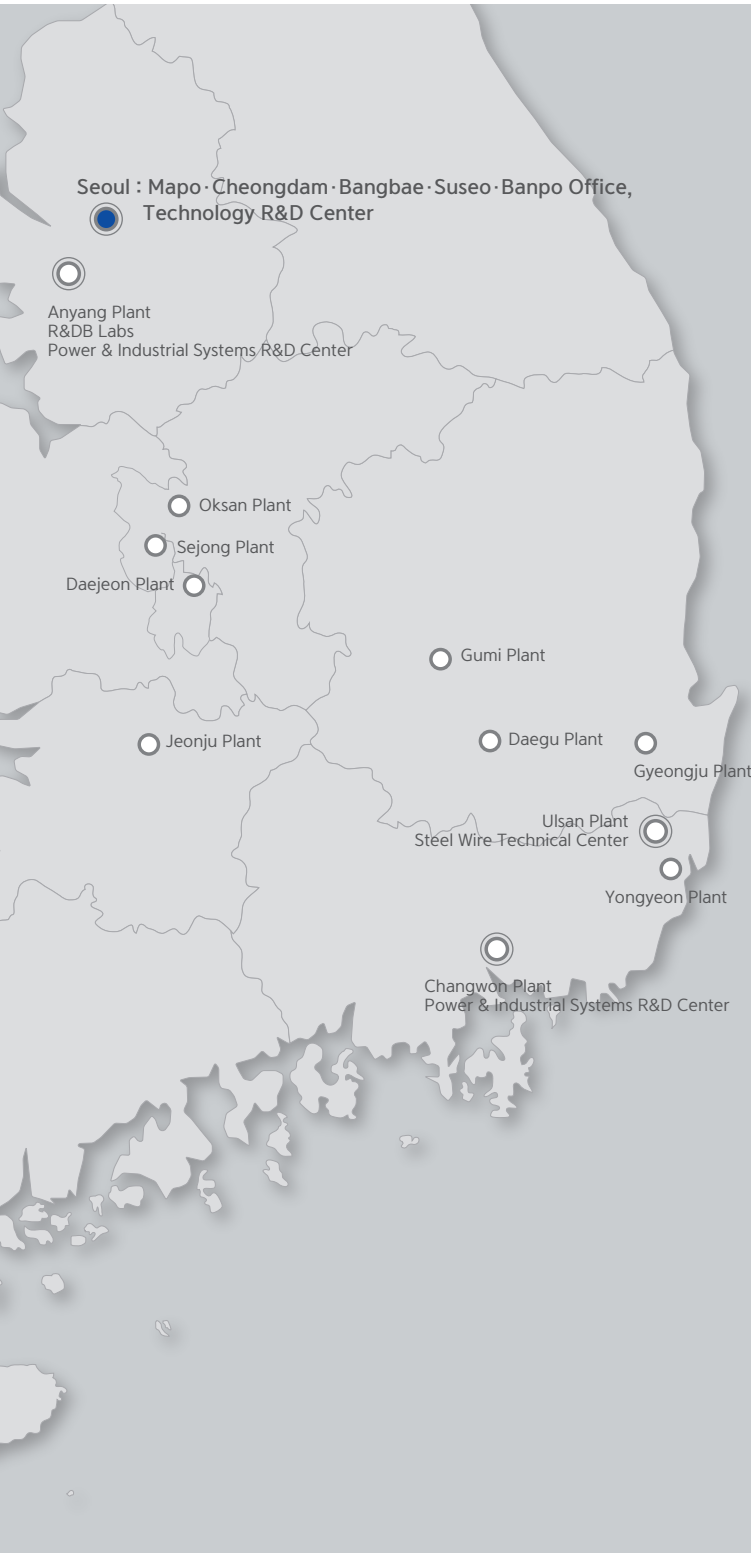 Seoul : Mapo·Cheongdam·Bangbae·Suseo·Banpo Office,
Technology R&D Center
Anyang Plant
R&DB Labs
Power & Industrial Systems R&D Center
Oksan Plant
Sejong Plant
Daejeon Plant
Gumi Plant
Jeonju Plant
Daegu Plant
Gyeongju Plant
Ulsan Plant
Steel Wire Technical Center
Yongyeon Plant
Changwon Plant
Power & Industrial Systems R&D Center